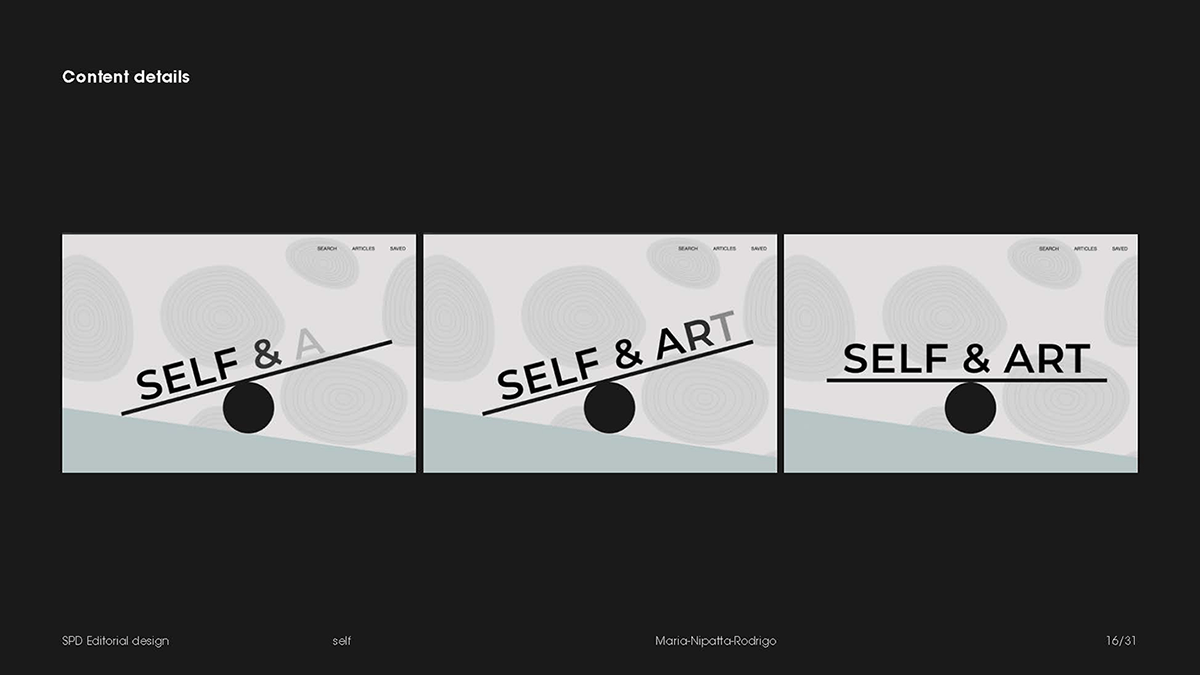 Content details
SEARCH ARTICLES SAVED
SELF & A
SEARCH ARTICLES SAVED
SELF & ART
SEARCH ARTICLES SAVED
SELF & ART
SPD Editorial design self Maria-Nipatta-Rodrigo 16/31